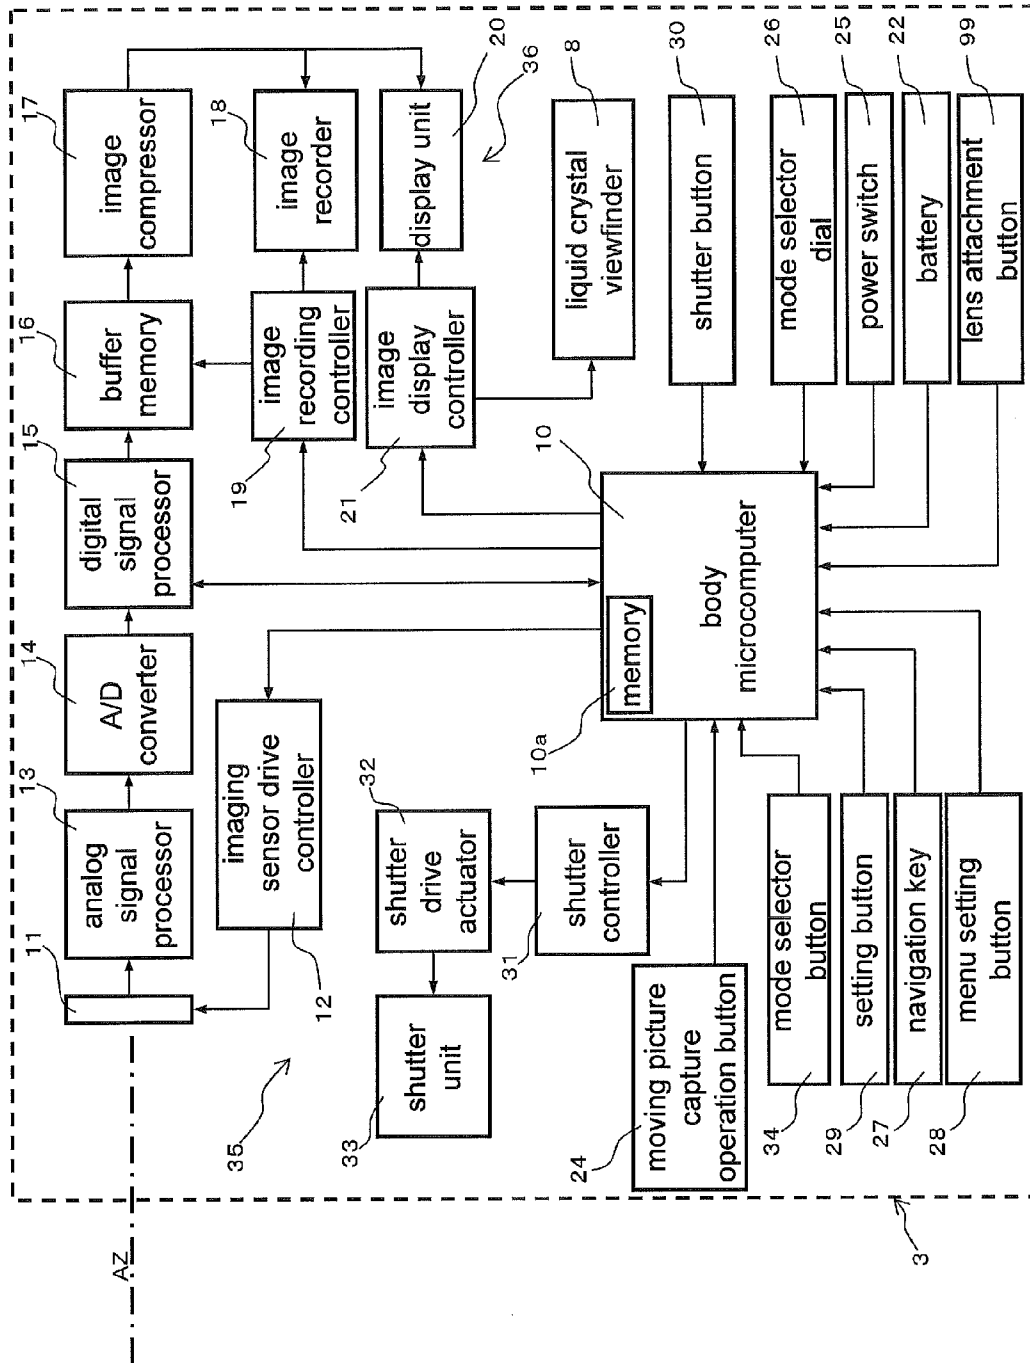 AZ
3
11
analog
signal
processor
13
A/D
converter
14
digital
signal
processor
15
buffer
memory
16
image
compressor
17
imaging
sensor drive
controller
12
35
image
recording
controller
19
image
recorder
18
image
display
controller
21
display unit
20
36
liquid crystal
viewfinder
8
shutter
unit
33
shutter
drive
actuator
32
shutter
controller
31
memory
10a
body
microcomputer
10
moving picture
capture
operation button
24
shutter button
30
mode selector
dial
26
power switch
25
battery
22
lens attachment
button
99
mode selector
button
34
setting button
29
navigation key
27
menu setting
button
28